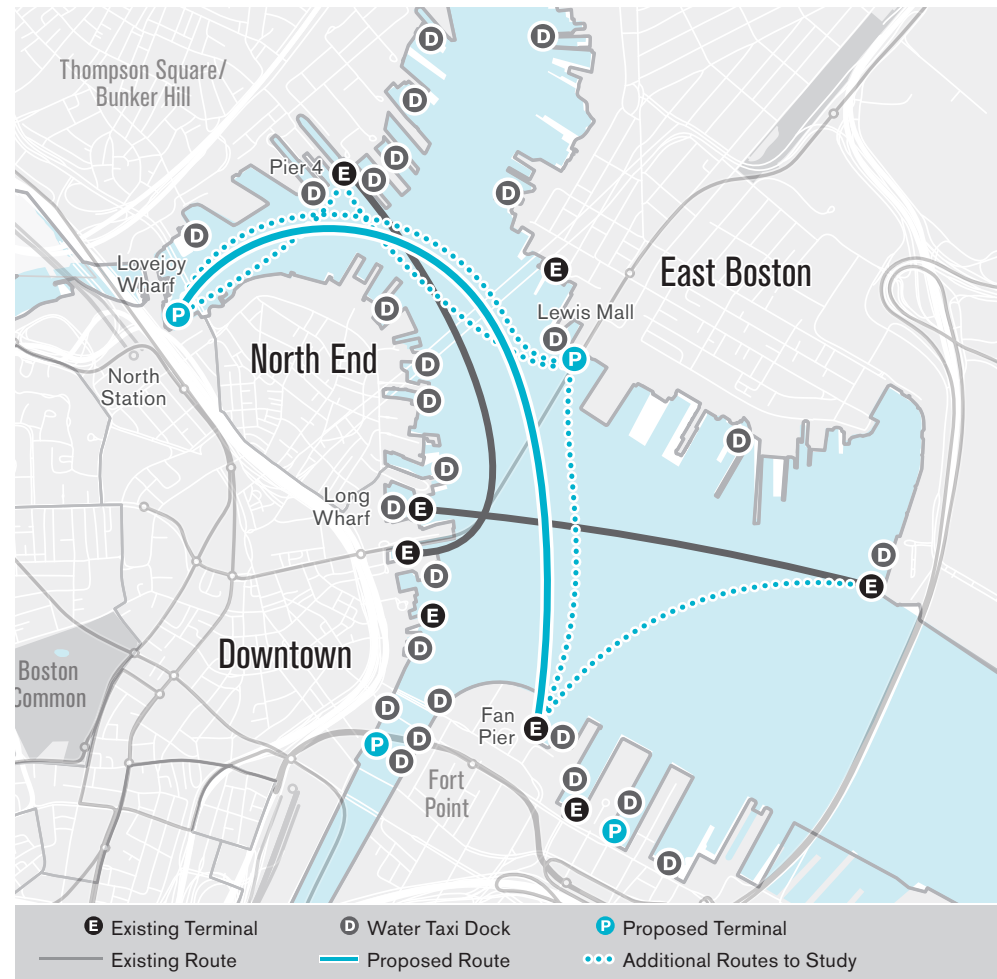 D
D
Thompson Square/
Bunker Hill
D
Pier 4
D
E
D
D
D
D
Lovejoy
Wharf
E
East Boston
P
D
Lewis Mall
D
P
North End
D
North
Station
D
D
D
Long
Wharf
D
E
E
D
D
E
E
Downtown
D
Boston
Common
D
D
Fan
Pier
E
D
P
D
D
Fort
Point
D
E
D
P
D
E Existing Terminal
D Water Taxi Dock
P Proposed Terminal
Existing Route
Proposed Route
Additional Routes to Study